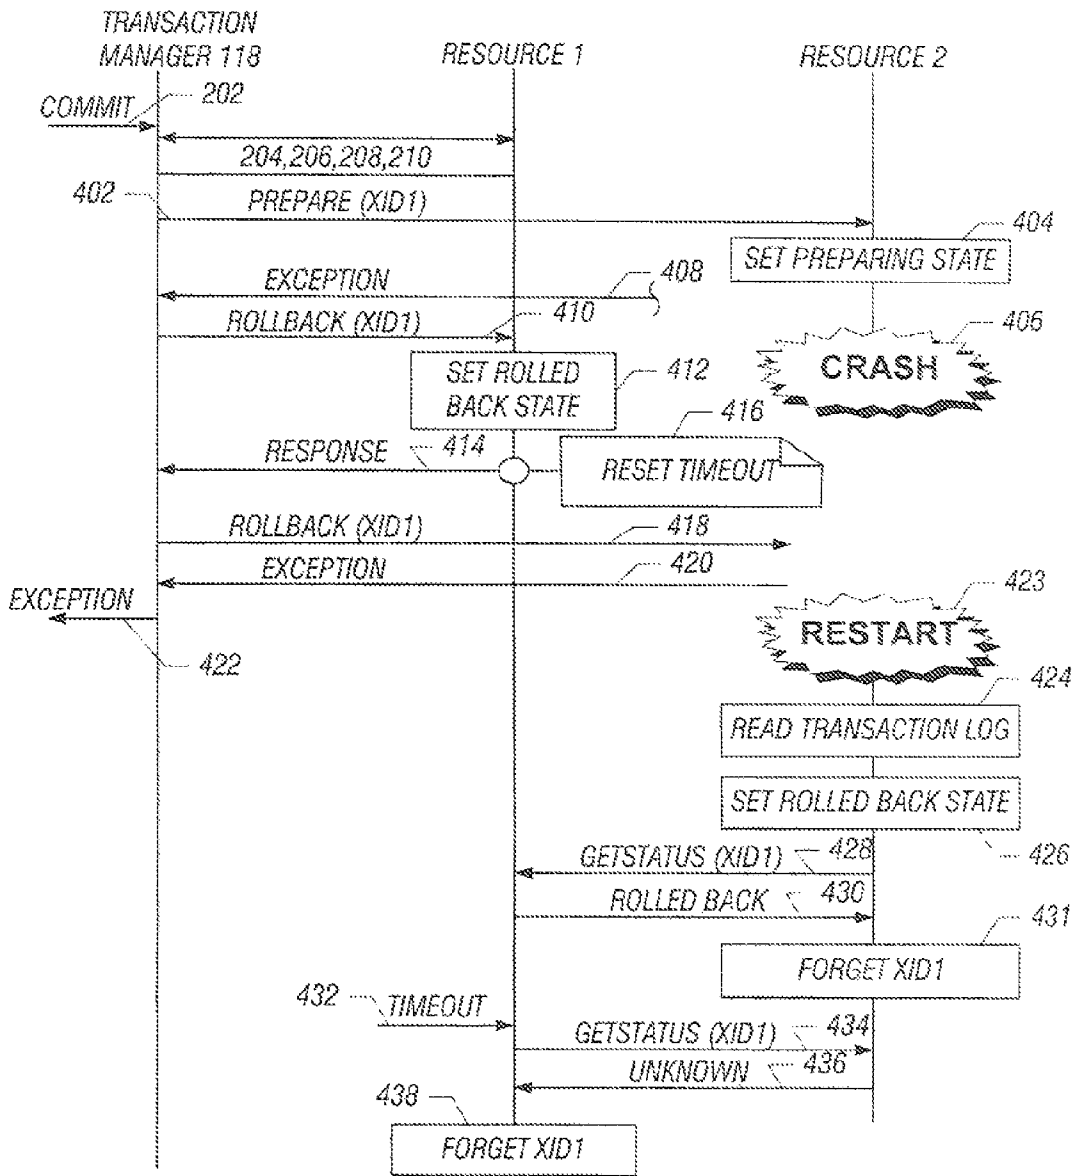 TRANSACTION
MANAGER 118
RESOURCE 1
RESOURCE 2
COMMIT
202
204,206,208,210
402
PREPARE (XID1)
404
SET PREPARING STATE
EXCEPTION
408
ROLLBACK (XID1)
410
406
CRASH
SET ROLLED
BACK STATE
412
416
RESPONSE
414
RESET TIMEOUT
ROLLBACK (XID1)
418
EXCEPTION
420
EXCEPTION
422
423
RESTART
424
READ TRANSACTION LOG
SET ROLLED BACK STATE
426
GETSTATUS (XID1)
428
ROLLED BACK
430
431
FORGET XID1
432
TIMEOUT
GETSTATUS (XID1)
434
UNKNOWN
436
438
FORGET XID1